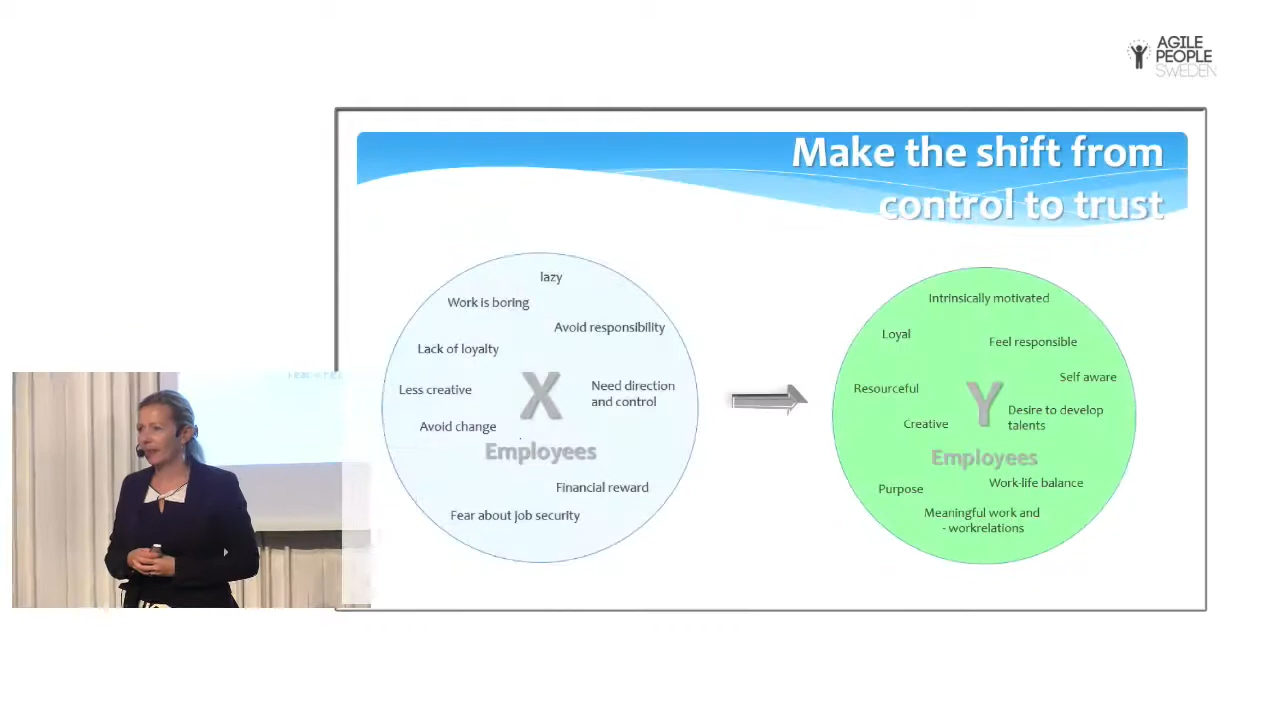 AGILE
PEOPLE
SWEDEN
Make the shift from
control to trust
lazy
Work is boring
Avoid responsibility
Lack of loyalty
Less creative
X
Need direction
and control
Avoid change
Employees
Financial reward
Fear about job security
Intrinsically motivated
Loyal
Feel responsible
Self aware
Resourceful
Y
Desire to develop
talents
Creative
Employees
Purpose
Work-life balance
Meaningful work and
- workrelations